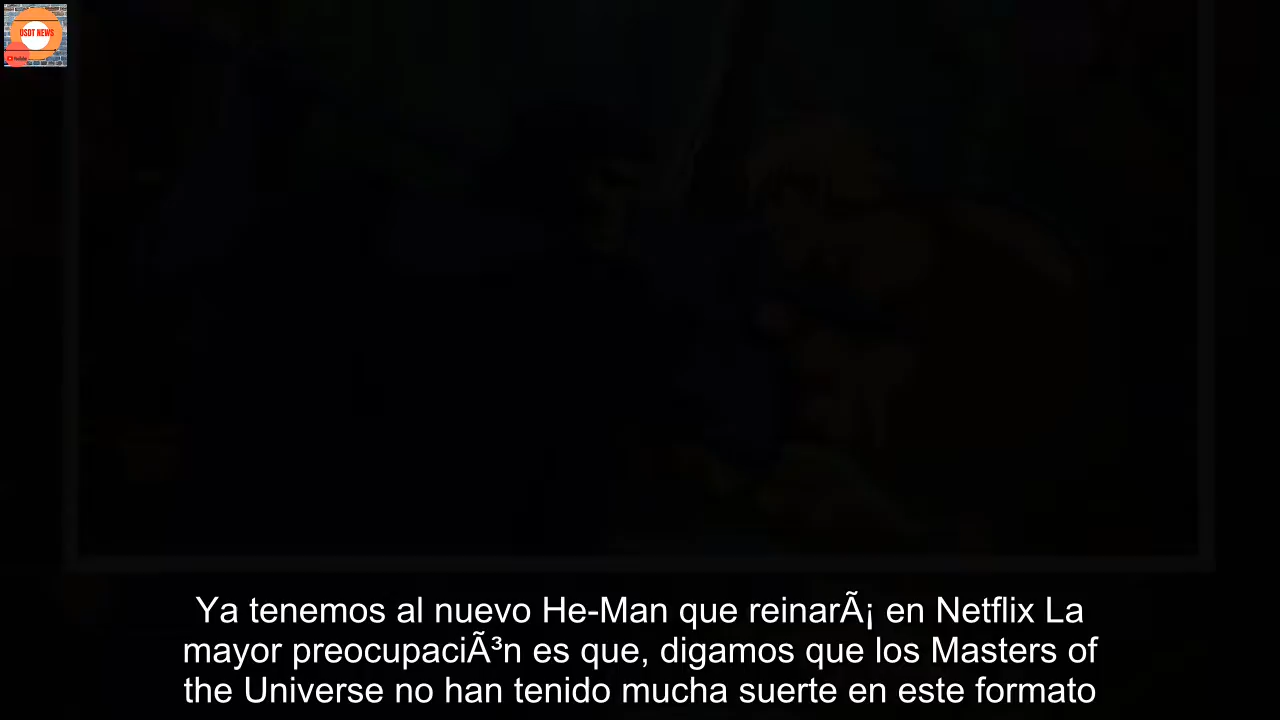 USDT NEWS
Ya tenemos al nuevo He-Man que reinarÃ¡ en Netflix La
mayor preocupaciÃ³n es que, digamos que los Masters of
the Universe no han tenido mucha suerte en este formato